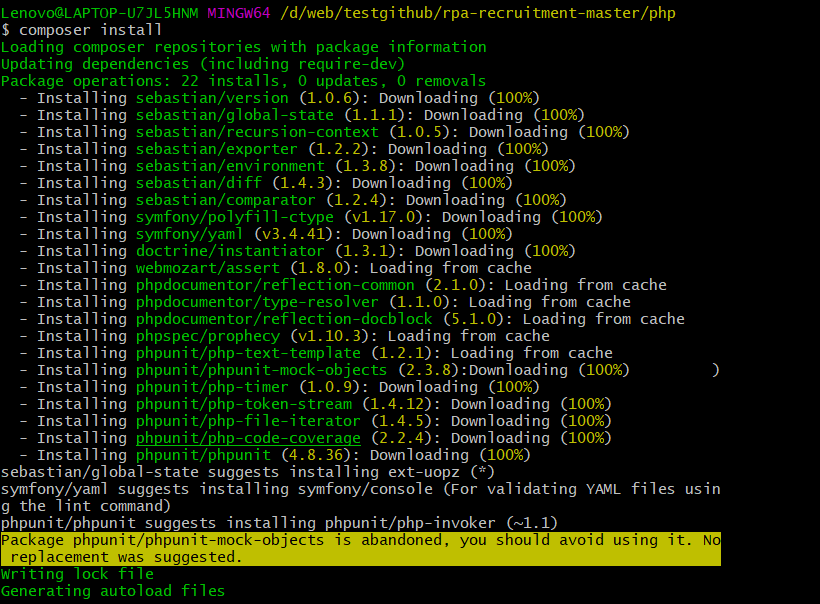 Lenovo@LAPTOP-U7JL5HNM MINGW64 /d/web/testgithub/rpa-recruitment-master/php
$ composer install
Loading composer repositories with package information
Updating dependencies (including require-dev)
Package operations: 22 installs, 0 updates, 0 removals
  - Installing sebastian/version (1.0.6): Downloading (100%)
  - Installing sebastian/global-state (1.1.1): Downloading (100%)
  - Installing sebastian/recursion-context (1.0.5): Downloading (100%)
  - Installing sebastian/exporter (1.2.2): Downloading (100%)
  - Installing sebastian/environment (1.3.8): Downloading (100%)
  - Installing sebastian/diff (1.4.3): Downloading (100%)
  - Installing sebastian/comparator (1.2.4): Downloading (100%)
  - Installing symfony/polyfill-ctype (v1.17.0): Downloading (100%)
  - Installing symfony/yaml (v3.4.41): Downloading (100%)
  - Installing doctrine/instantiator (1.3.1): Downloading (100%)
  - Installing webmozart/assert (1.8.0): Loading from cache
  - Installing phpdocumentor/reflection-common (2.1.0): Loading from cache
  - Installing phpdocumentor/type-resolver (1.1.0): Loading from cache
  - Installing phpdocumentor/reflection-docblock (5.1.0): Loading from cache
  - Installing phpspec/prophecy (v1.10.3): Loading from cache
  - Installing phpunit/php-text-template (1.2.1): Loading from cache
  - Installing phpunit/phpunit-mock-objects (2.3.8):Downloading (100%)         )
  - Installing phpunit/php-timer (1.0.9): Downloading (100%)
  - Installing phpunit/php-token-stream (1.4.12): Downloading (100%)
  - Installing phpunit/php-file-iterator (1.4.5): Downloading (100%)
  - Installing phpunit/php-code-coverage (2.2.4): Downloading (100%)
  - Installing phpunit/phpunit (4.8.36): Downloading (100%)
sebastian/global-state suggests installing ext-uopz (*)
symfony/yaml suggests installing symfony/console (For validating YAML files usin
g the lint command)
phpunit/phpunit suggests installing phpunit/php-invoker (~1.1)
Package phpunit/phpunit-mock-objects is abandoned, you should avoid using it. No
 replacement was suggested.
Writing lock file
Generating autoload files